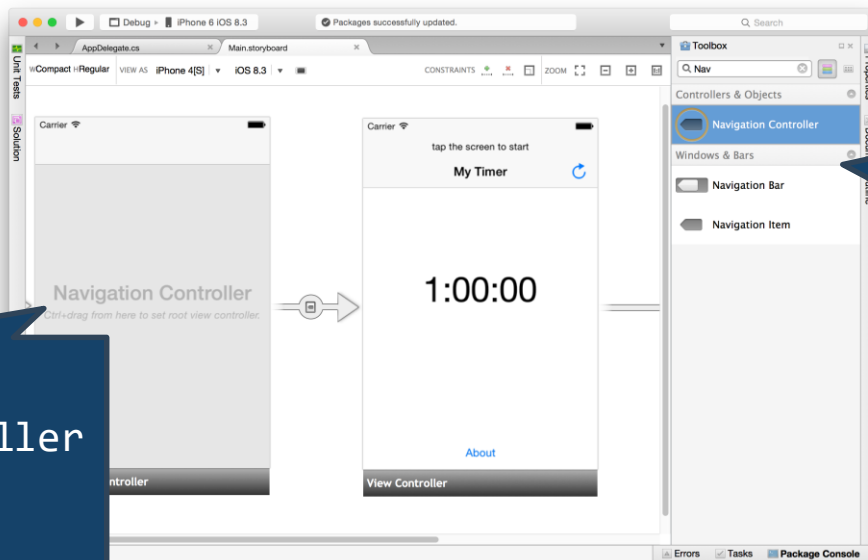 Debug
iPhone 6 iOS 8.3
Packages successfully updated.
Search
AppDelegate.cs
Main.storyboard
wCompact HRegular
VIEW AS
iPhone 4[S]
iOS 8.3
CONSTRAINTS
ZOOM
Unit Tests
Solution
Carrier
Navigation Controller
Ctrl+drag from here to set root view controller.
ller
ntroller
Carrier
tap the screen to start
My Timer
1:00:00
About
View Controller
Toolbox
Nav
Controllers & Objects
Navigation Controller
Windows & Bars
Navigation Bar
Navigation Item
Errors
Tasks
Package Console